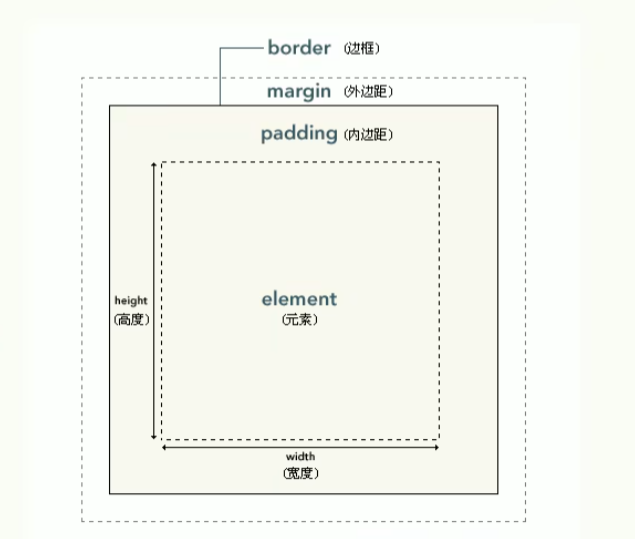 border (边框)
margin (外边距)
padding (内边距)
height
(高度)
element
(元素)
width
(宽度)